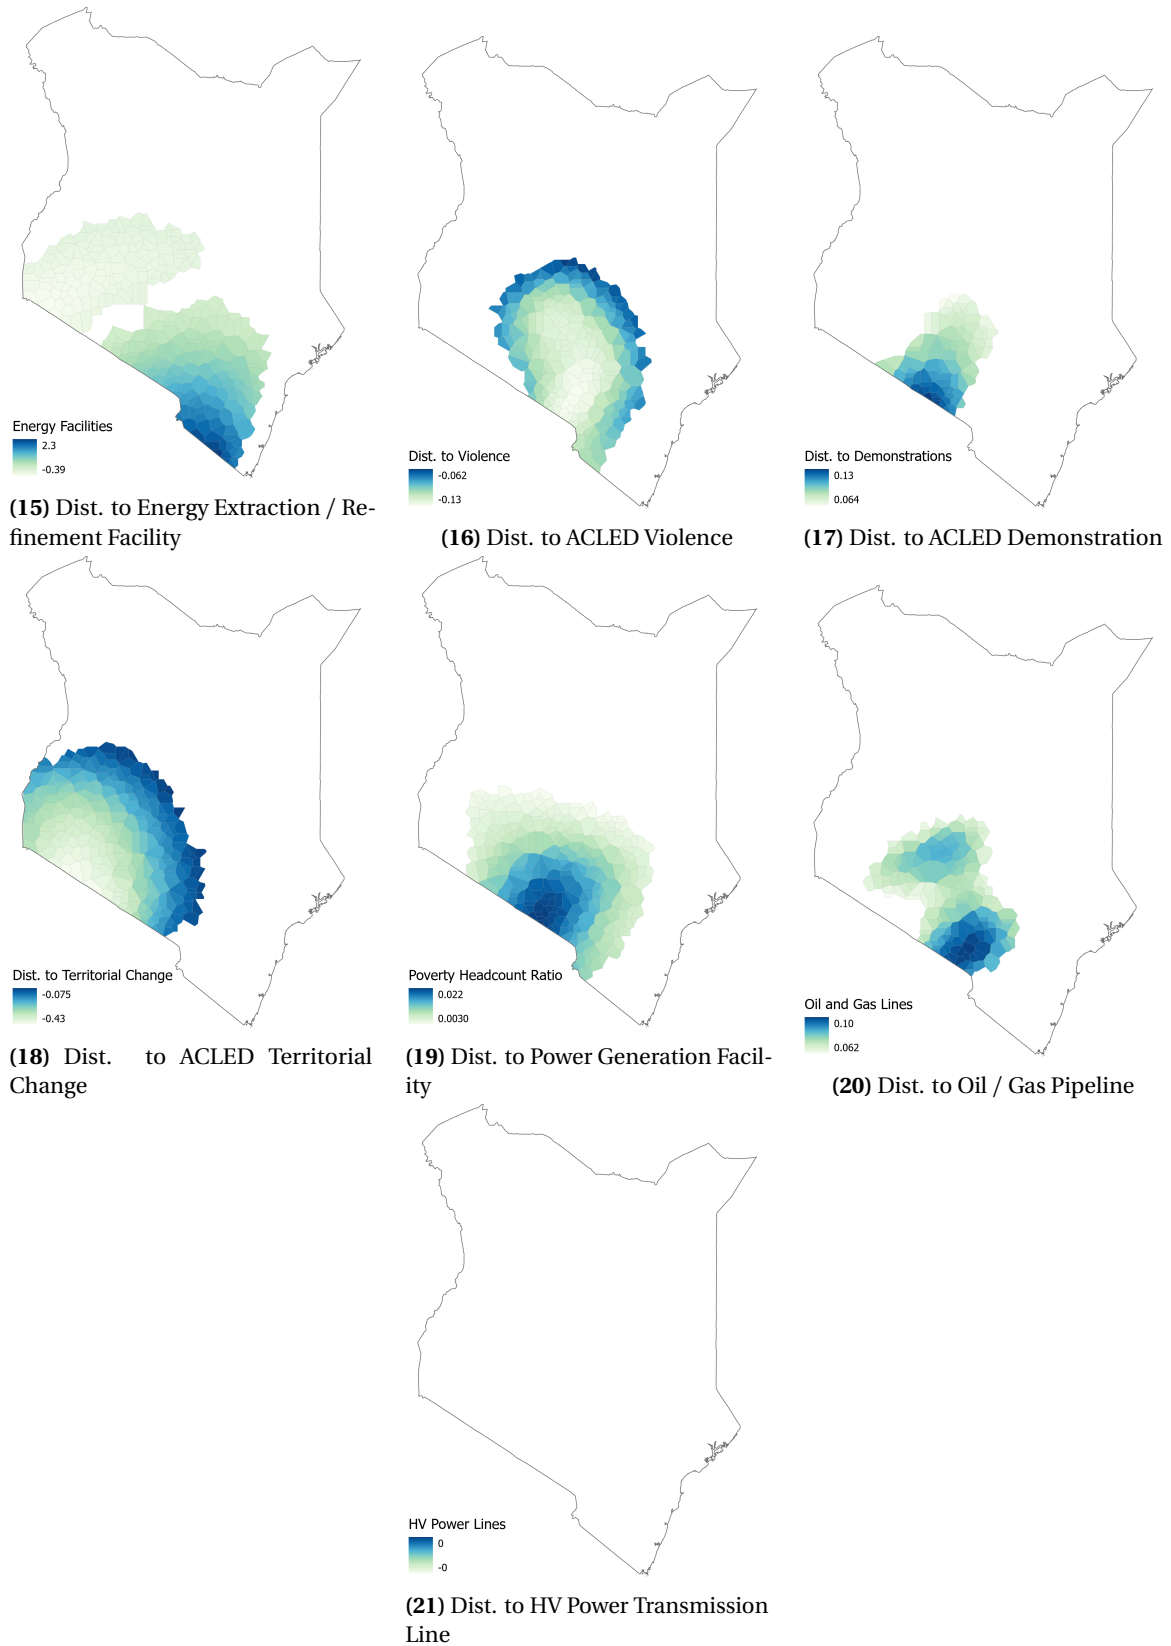 Energy Facilities
2.3
-0.39
(15) Dist. to Energy Extraction / Re-
finement Facility
Dist. to Violence
-0.062
-0.13
(16) Dist. to ACLED Violence
Dist. to Demonstrations
0.13
0.064
(17) Dist. to ACLED Demonstration
Dist. to Territorial Change
-0.075
-0.43
(18) Dist. to ACLED Territorial
Change
Poverty Headcount Ratio
0.022
0.0030
(19) Dist. to Power Generation Facil-
ity
Oil and Gas Lines
0.10
0.062
(20) Dist. to Oil / Gas Pipeline
HV Power Lines
0
-0
(21) Dist. to HV Power Transmission
Line